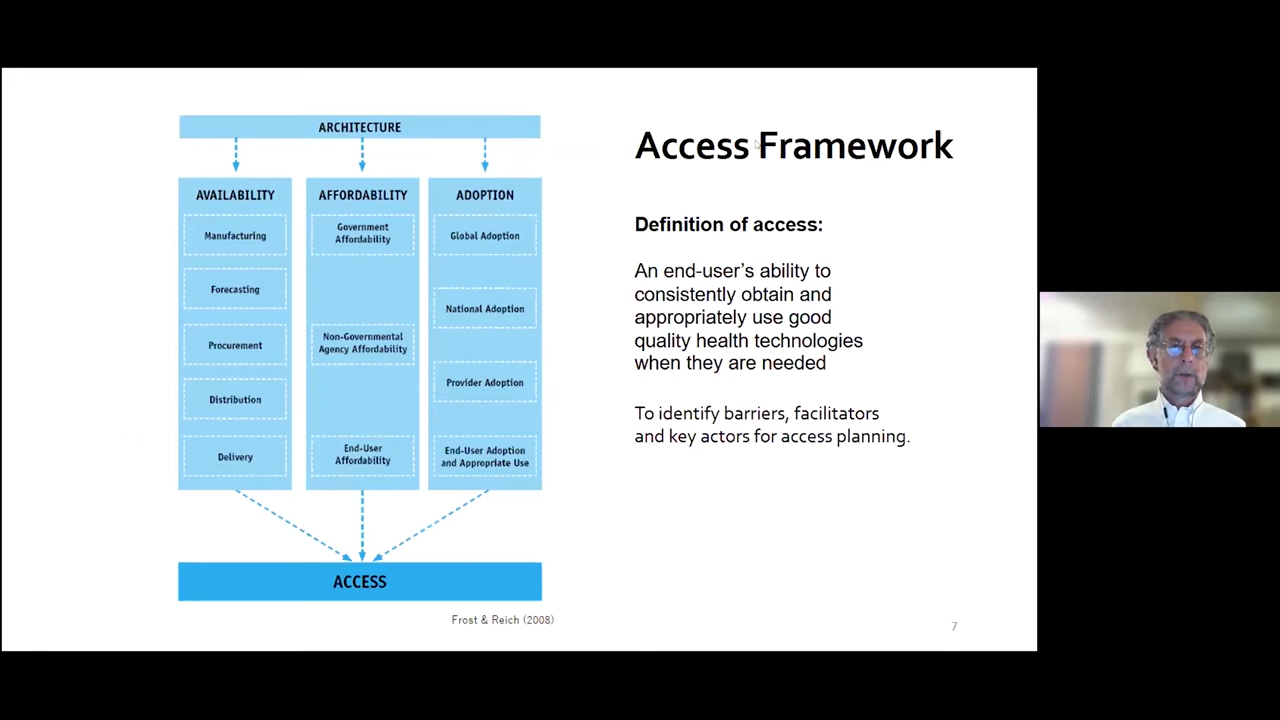 ARCHITECTURE
AVAILABILITY
Manufacturing
Forecasting
Procurement
Distribution
Delivery
AFFORDABILITY
Government
Affordability
Non-Governmental
Agency Affordability
End-User
Affordability
ADOPTION
Global Adoption
National Adoption
Provider Adoption
End-User Adoption
and Appropriate Use
ACCESS
Frost & Reich (2008)
Access Framework
Definition of access:
An end-user’s ability to
consistently obtain and
appropriately use good
quality health technologies
when they are needed
To identify barriers, facilitators
and key actors for access planning.
7